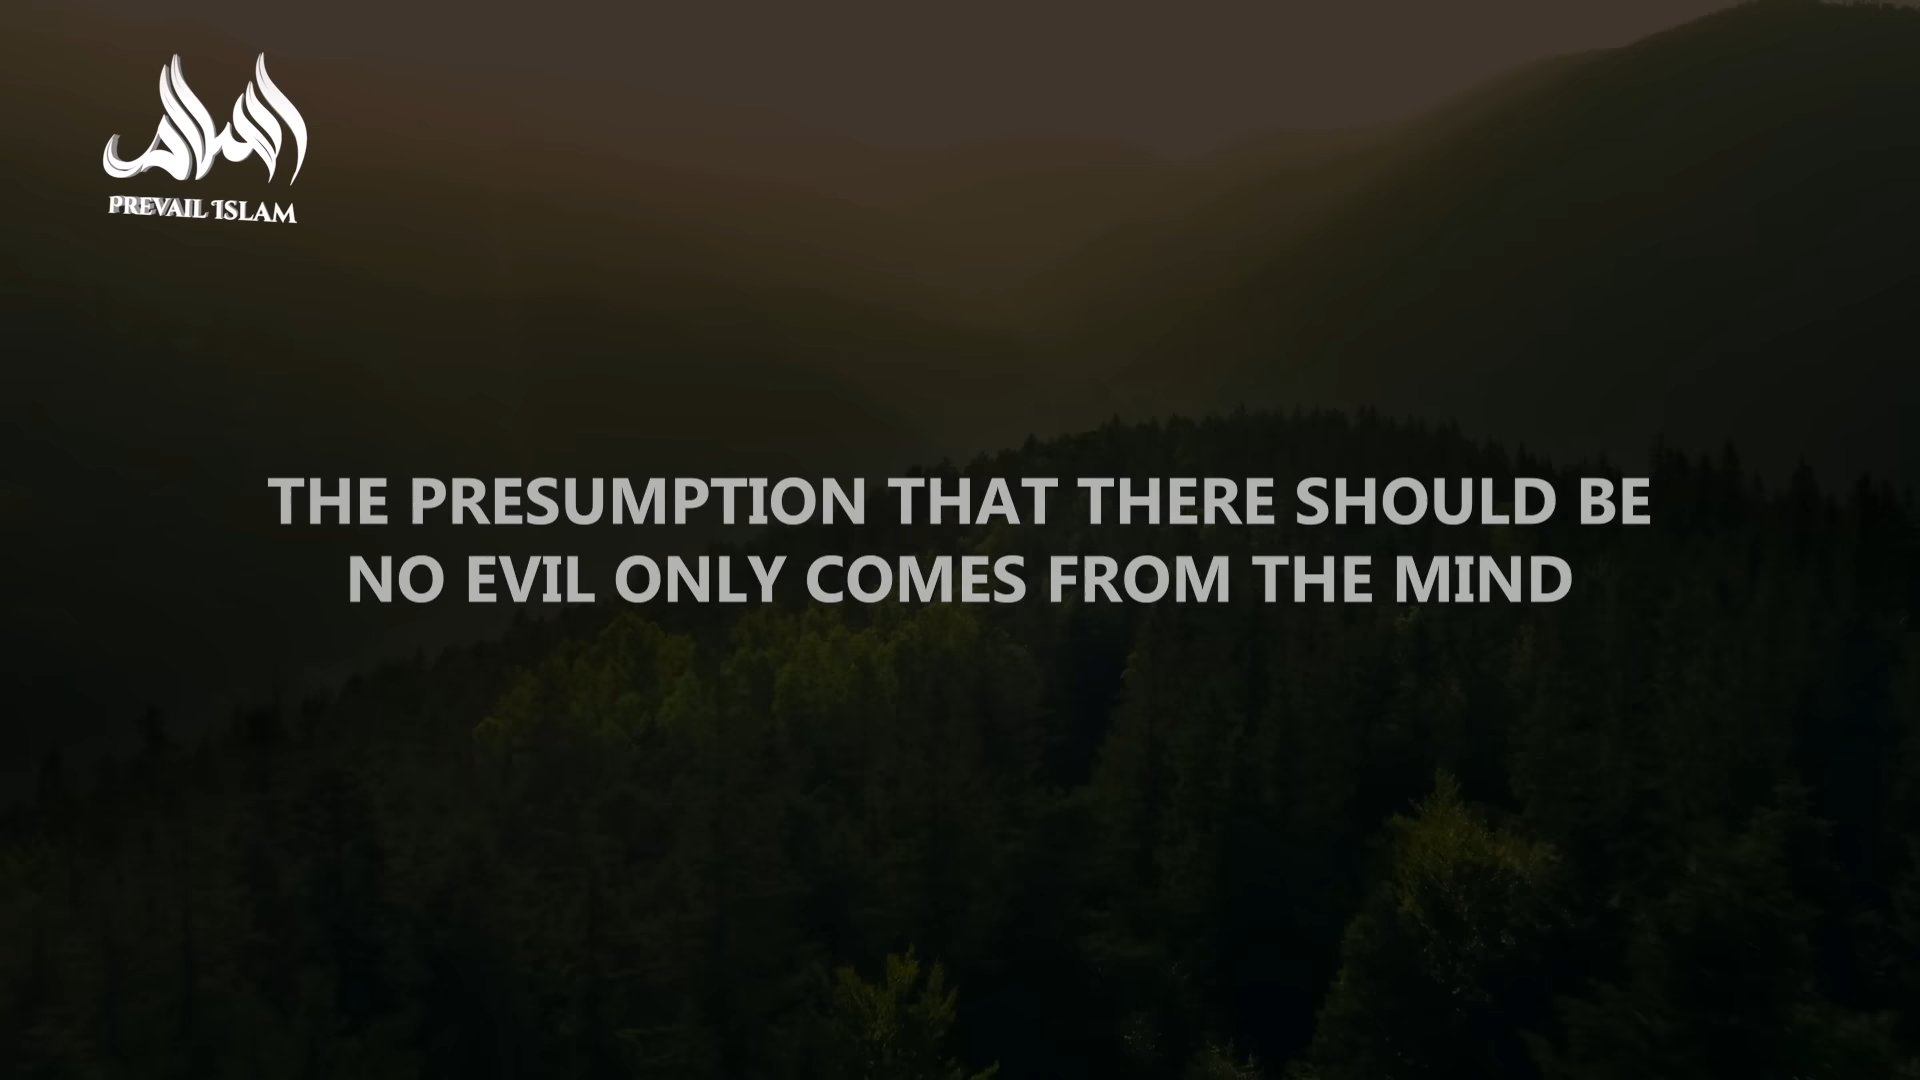 PREVAIL ISLAM
THE PRESUMPTION THAT THERE SHOULD BE
NO EVIL ONLY COMES FROM THE MIND